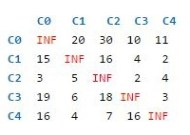 C0 C1 C2 C3 C4
C0 INF 20 30 10 11
C1 15 INF 16 4 2
C2 3 5 INF 2 4
C3 19 6 18 INF 3
C4 16 4 7 16 INF